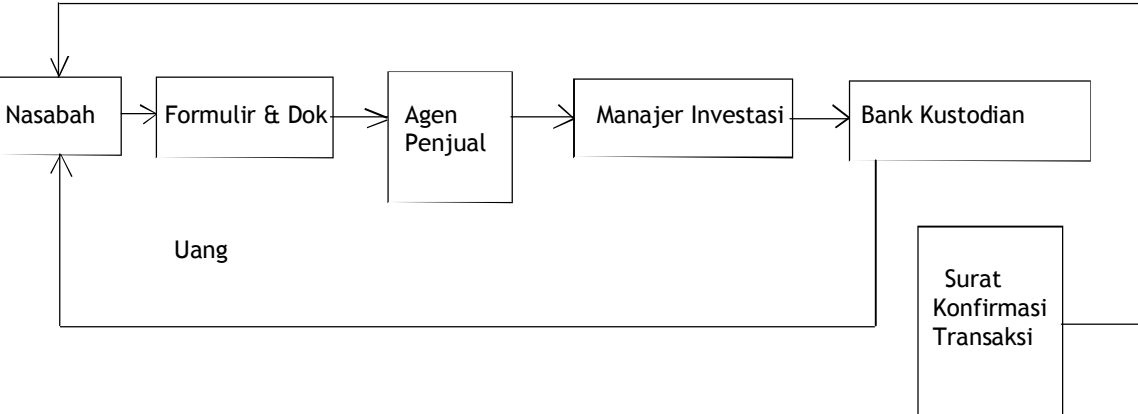 Nasabah
Formulir & Dok
Agen
Penjual
Manajer Investasi
Bank Kustodian
Uang
Surat
Konfirmasi
Transaksi